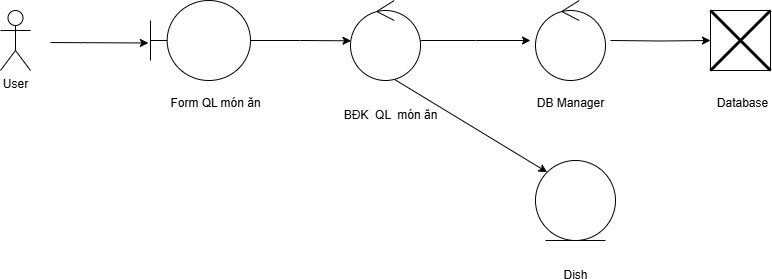 User
Form QL món ăn
BĐK QL món ăn
DB Manager
Database
Dish